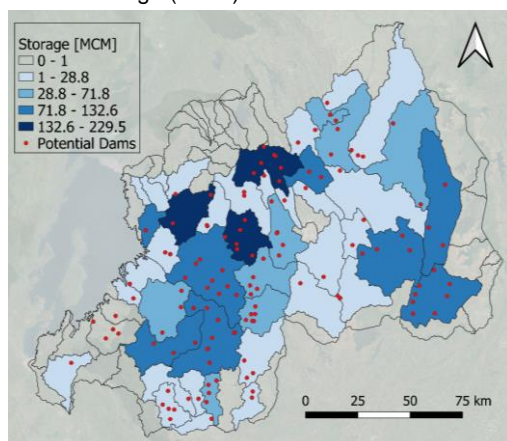 Storage [MCM]
0 - 1
1 - 28.8
28.8 - 71.8
71.8 - 132.6
132.6 - 229.5
Potential Dams
0 25 50 75 km